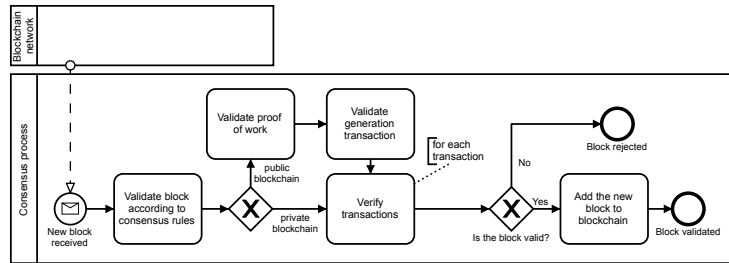 Blockchain
network
Consensus process
Validate proof
of work
Validate
generation
transaction
for each
transaction
No
Block rejected
public
blockchain
New block
received
Validate block
according to
consensus rules
private
blockchain
Verify
transactions
Is the block valid?
Yes
Add the new
block to
blockchain
Block validated